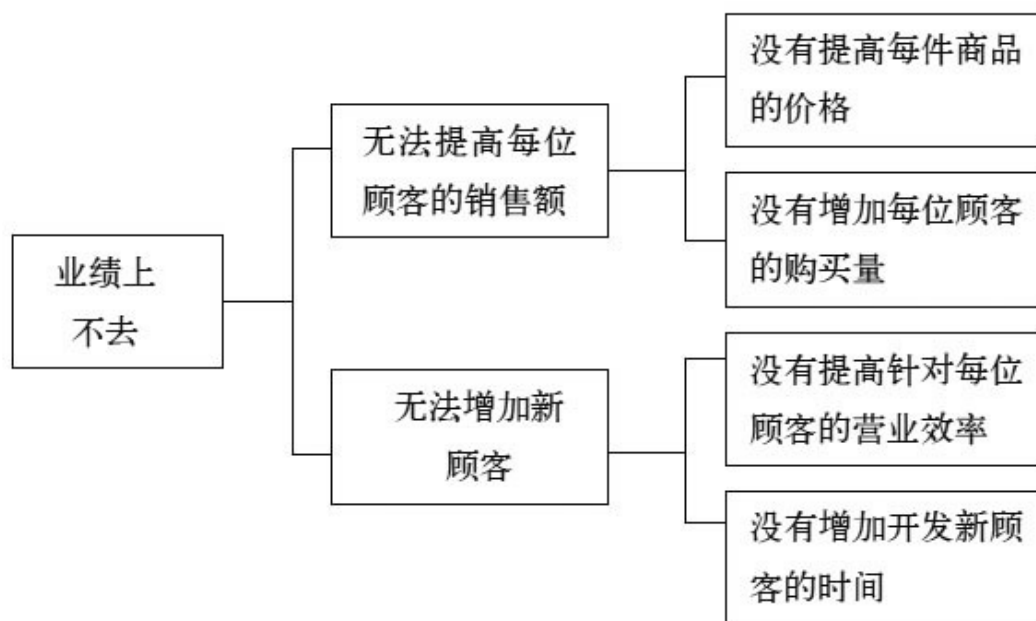 业绩上
不去
无法提高每位
顾客的销售额
没有提高每件商品
的价格
没有增加每位顾客
的购买量
无法增加新
顾客
没有提高针对每位
顾客的营业效率
没有增加开发新顾
客的时间